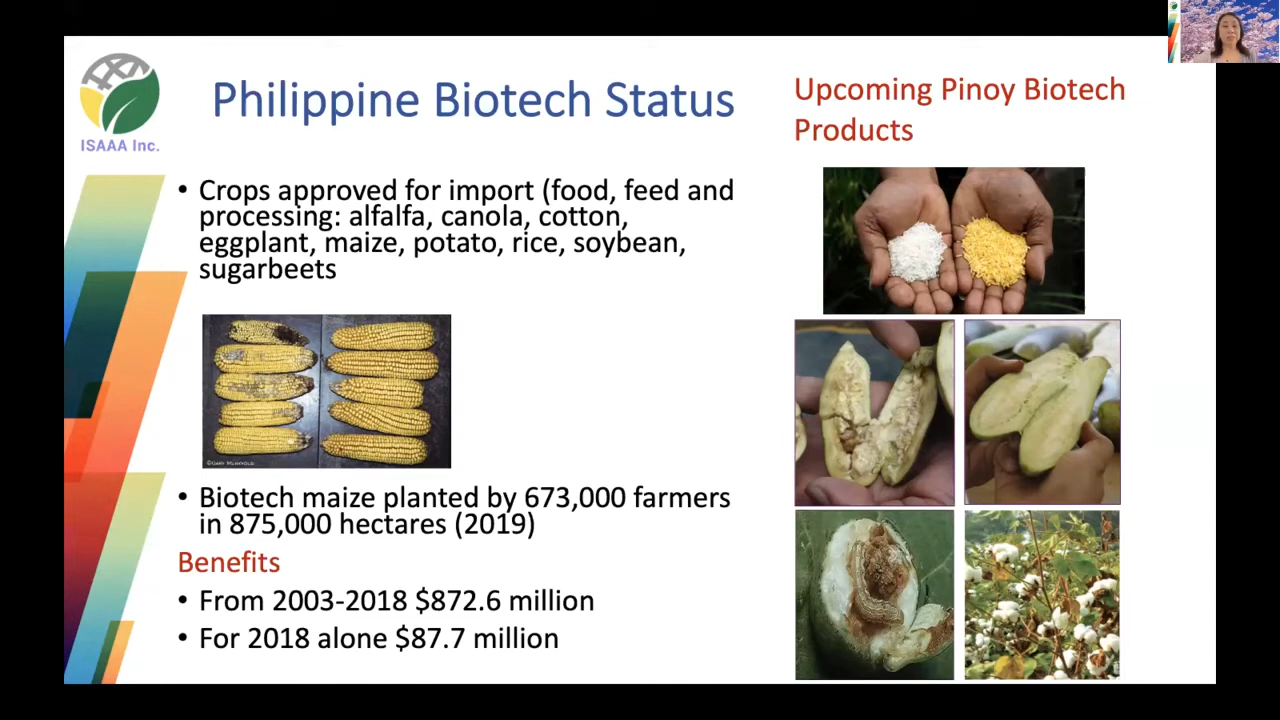 ISAAA Inc.
Philippine Biotech Status
• Crops approved for import (food, feed and
processing: alfalfa, canola, cotton,
eggplant, maize, potato, rice, soybean,
sugarbeets
• Biotech maize planted by 673,000 farmers
in 875,000 hectares (2019)
Benefits
• From 2003-2018 $872.6 million
• For 2018 alone $87.7 million
Upcoming Pinoy Biotech
Products